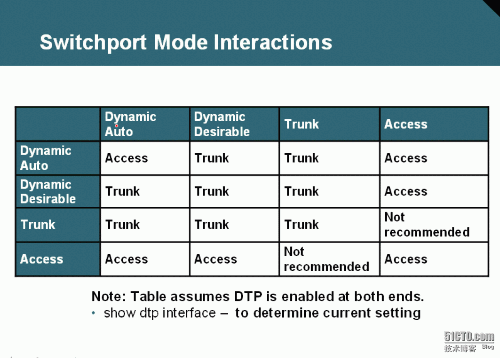 Switchport Mode Interactions
Dynamic Auto Dynamic Desirable Trunk Access
Dynamic Auto Access Trunk Trunk Access
Dynamic Desirable Trunk Trunk Trunk Access
Trunk Trunk Trunk Trunk Not recommended
Access Access Access Not recommended Access
Note: Table assumes DTP is enabled at both ends.
• show dtp interface – to determine current setting
51CTO.com
技术博客 Blog